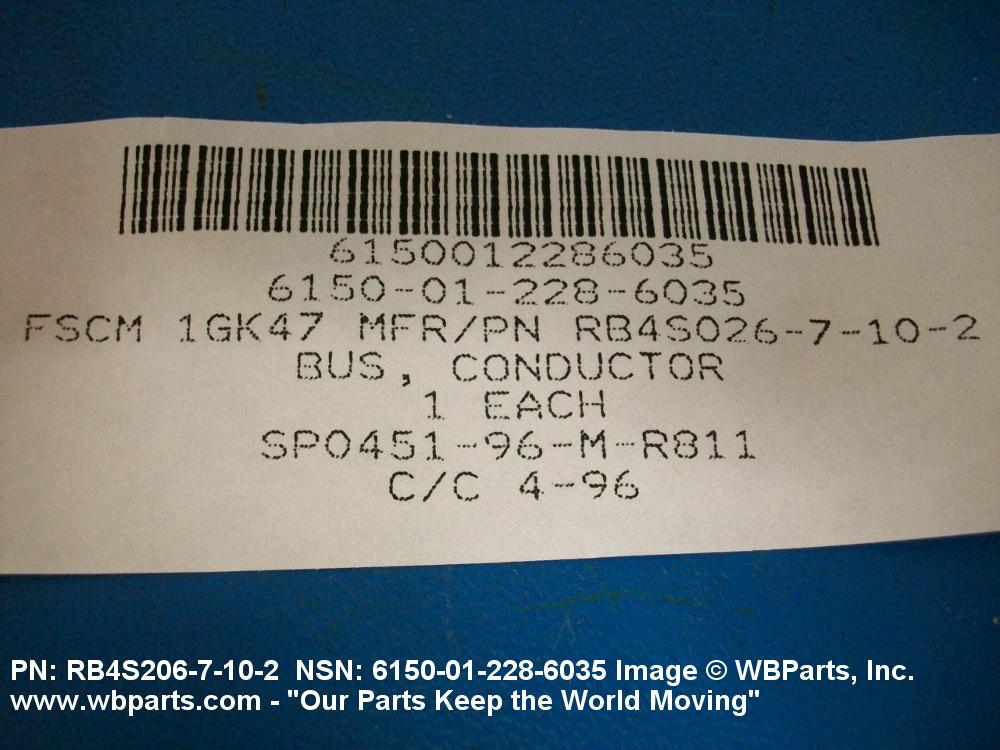 6150012286035
6150-01-228-6035
FSCM 1GK47 MFR/PN RB4S026-7-10-2
BUS, CONDUCTOR
1 EACH
SP0451-96-M-R811
C/C 4-96
PN: RB4S206-7-10-2 NSN: 6150-01-228-6035 Image © WBParts, Inc.
www.wbparts.com - "Our Parts Keep the World Moving"